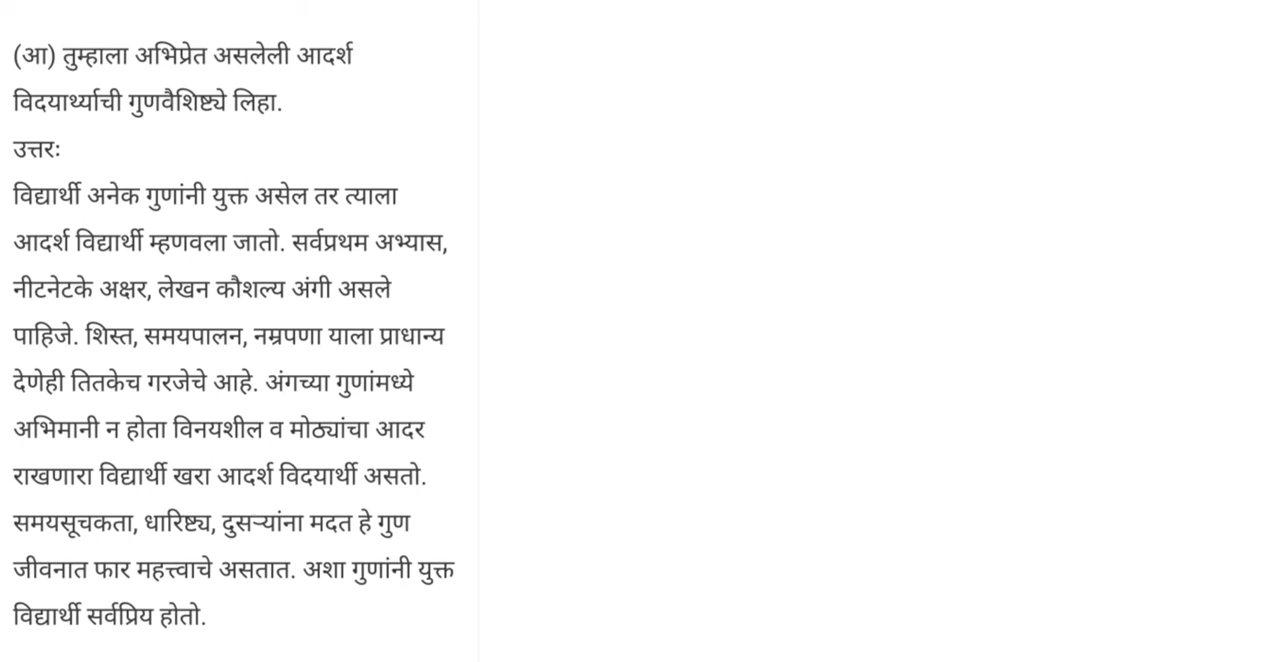 (आ) तुम्हाला अभिप्रेत असलेली आदर्श
विदयार्थ्याची गुणवैशिष्ट्ये लिहा.
उत्तरः
विद्यार्थी अनेक गुणांनी युक्त असेल तर त्याला
आदर्श विद्यार्थी म्हणवला जातो. सर्वप्रथम अभ्यास,
नीटनेटके अक्षर, लेखन कौशल्य अंगी असले
पाहिजे. शिस्त, समयपालन, नम्रपणा याला प्राधान्य
देणेही तितकेच गरजेचे आहे. अंगच्या गुणांमध्ये
अभिमानी न होता विनयशील व मोठ्यांचा आदर
राखणारा विद्यार्थी खरा आदर्श विदयार्थी असतो.
समयसूचकता, धारिष्ट्य, दुसऱ्यांना मदत हे गुण
जीवनात फार महत्त्वाचे असतात. अशा गुणांनी युक्त
विद्यार्थी सर्वप्रिय होतो.